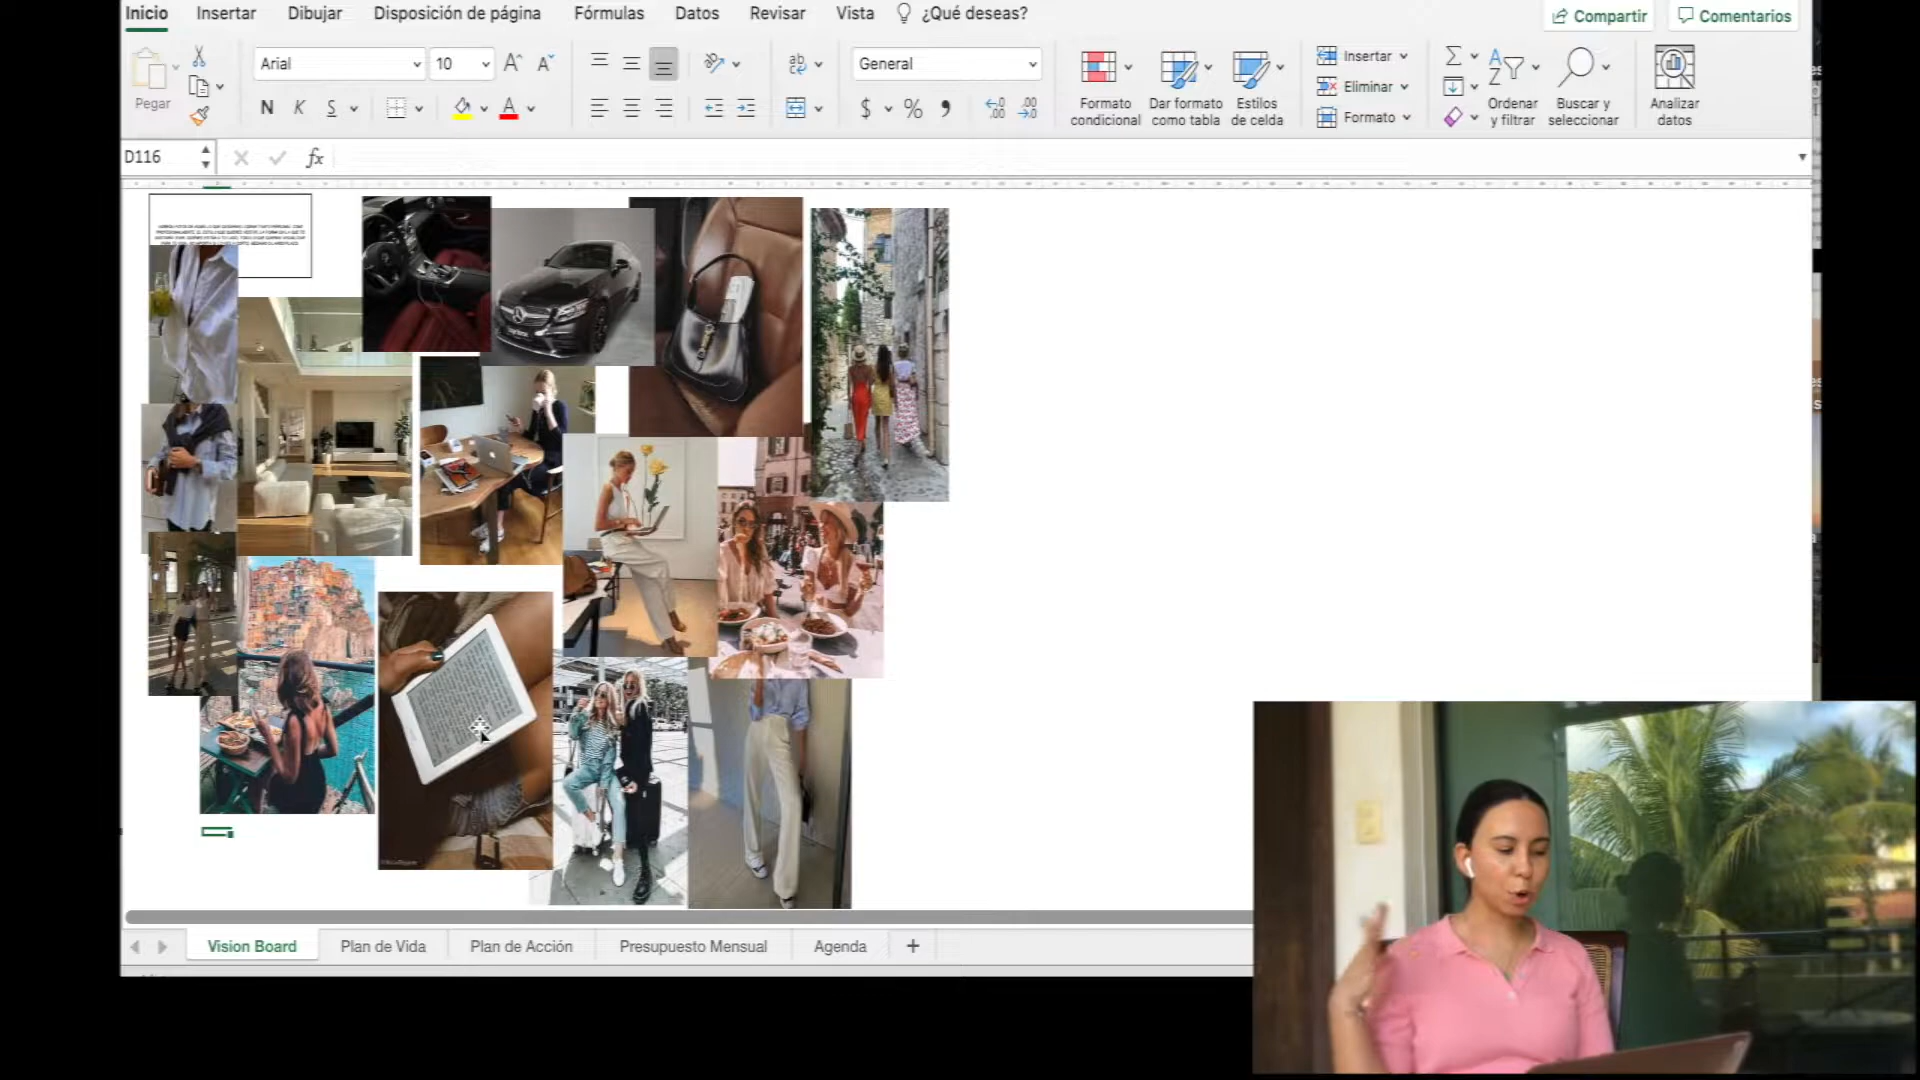 Inicio Insertar Dibujar Disposición de página Fórmulas Datos Revisar Vista ¿Qué deseas? Compartir Comentarios
Pegar
Arial 10
N K S
General
$ %
Formato condicional
Dar formato como tabla
Estilos de celda
Insertar
Eliminar
Formato
Ordenar y filtrar
Buscar y seleccionar
Analizar datos
D116 fx
Vision Board Plan de Vida Plan de Acción Presupuesto Mensual Agenda +